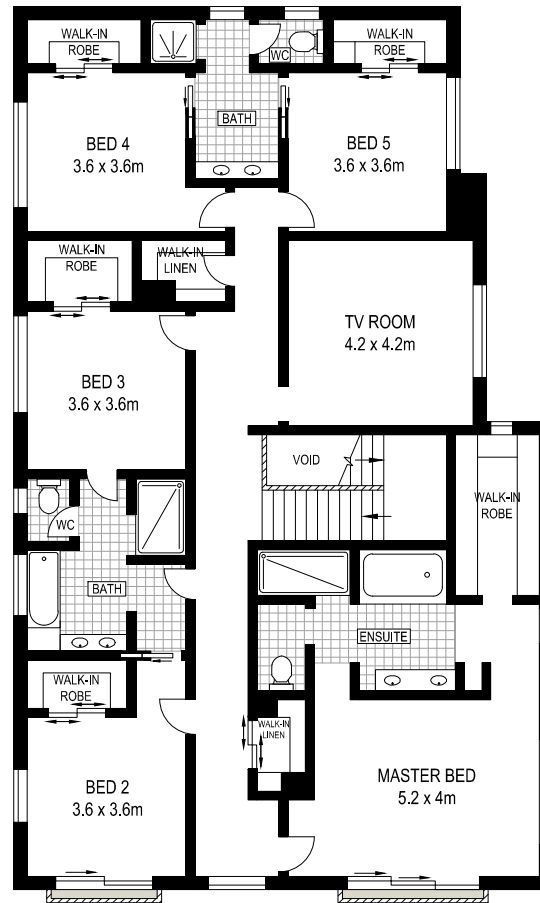 WALK-IN
ROBE
WC
WALK-IN
ROBE
BATH
BED 4
3.6 x 3.6m
BED 5
3.6 x 3.6m
WALK-IN
ROBE
WALK-IN
LINEN
TV ROOM
4.2 x 4.2m
BED 3
3.6 x 3.6m
VOID
WALK-IN
ROBE
WC
BATH
ENSUITE
WALK-IN
ROBE
WALK-IN
LINEN
BED 2
3.6 x 3.6m
MASTER BED
5.2 x 4m